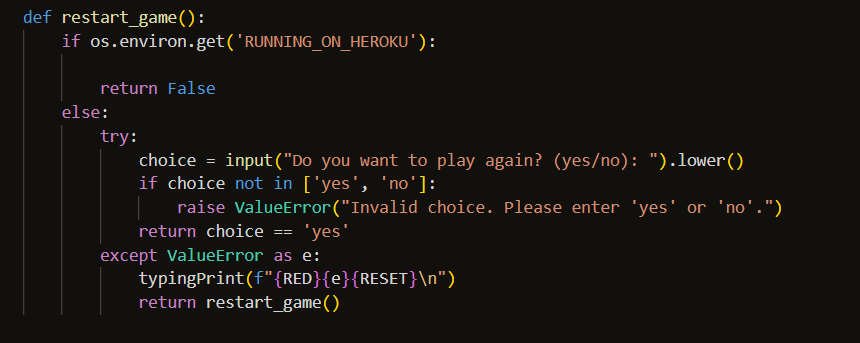 def restart_game():
    if os.environ.get('RUNNING_ON_HEROKU'):

        return False
    else:
        try:
            choice = input("Do you want to play again? (yes/no): ").lower()
            if choice not in ['yes', 'no']:
                raise ValueError("Invalid choice. Please enter 'yes' or 'no'.")
            return choice == 'yes'
        except ValueError as e:
            typingPrint(f"{RED}{e}{RESET}\n")
            return restart_game()